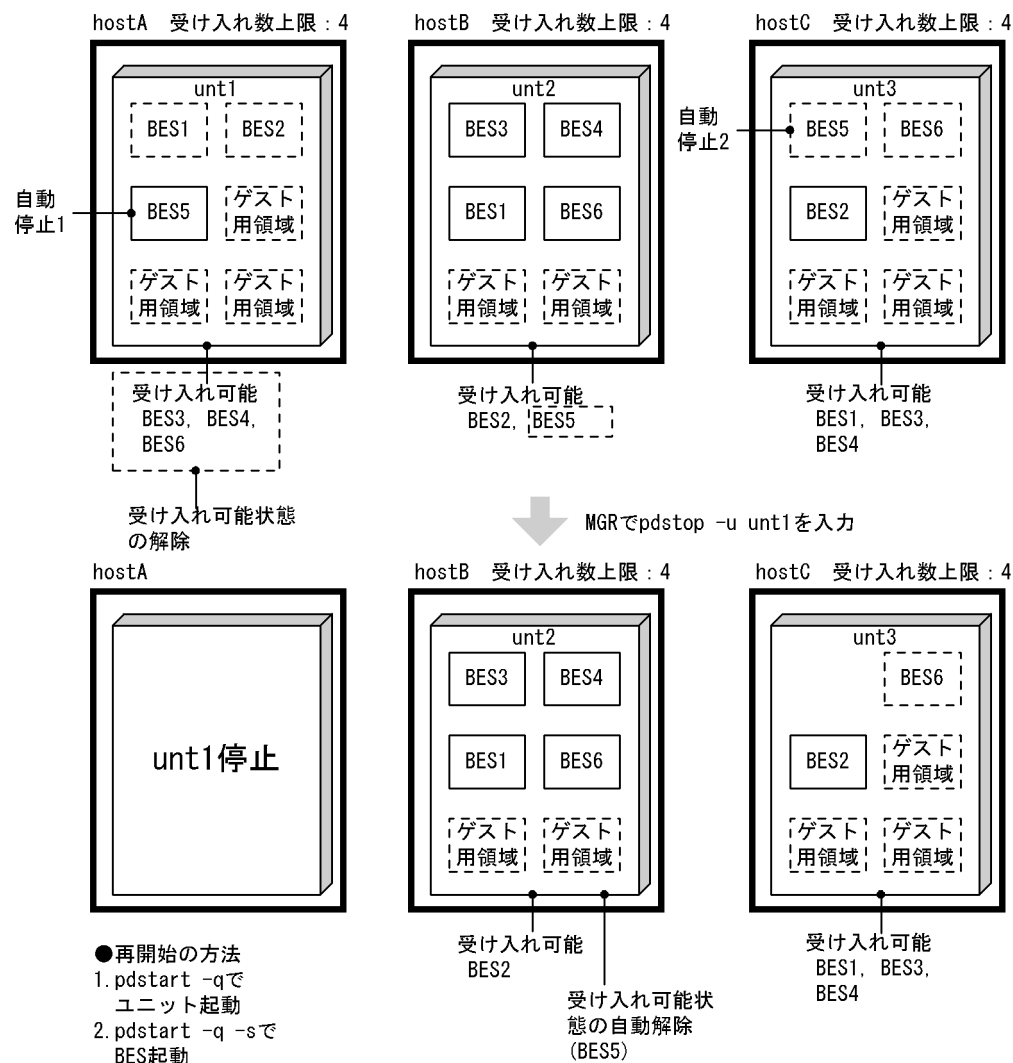 hostA　受け入れ数上限：4
hostB　受け入れ数上限：4
hostC　受け入れ数上限：4
unt1
BES1
BES2
BES5
ゲスト
用領域
ゲスト
用領域
ゲスト
用領域
自動
停止1
受け入れ可能
BES3, BES4,
BES6
受け入れ可能状態
の解除
unt2
BES3
BES4
BES1
BES6
ゲスト
用領域
ゲスト
用領域
受け入れ可能
BES2, BES5
unt3
自動
停止2
BES5
BES6
BES2
ゲスト
用領域
ゲスト
用領域
ゲスト
用領域
受け入れ可能
BES1, BES3,
BES4
MGRでpdstop -u unt1を入力
hostA
hostB　受け入れ数上限：4
hostC　受け入れ数上限：4
unt1停止
unt2
BES3
BES4
BES1
BES6
ゲスト
用領域
ゲスト
用領域
受け入れ可能
BES2
受け入れ可能状
態の自動解除
(BES5)
unt3
BES6
BES2
ゲスト
用領域
ゲスト
用領域
ゲスト
用領域
受け入れ可能
BES1, BES3,
BES4
●再開始の方法
1.pdstart -qで
ユニット起動
2.pdstart -q -sで
BES起動